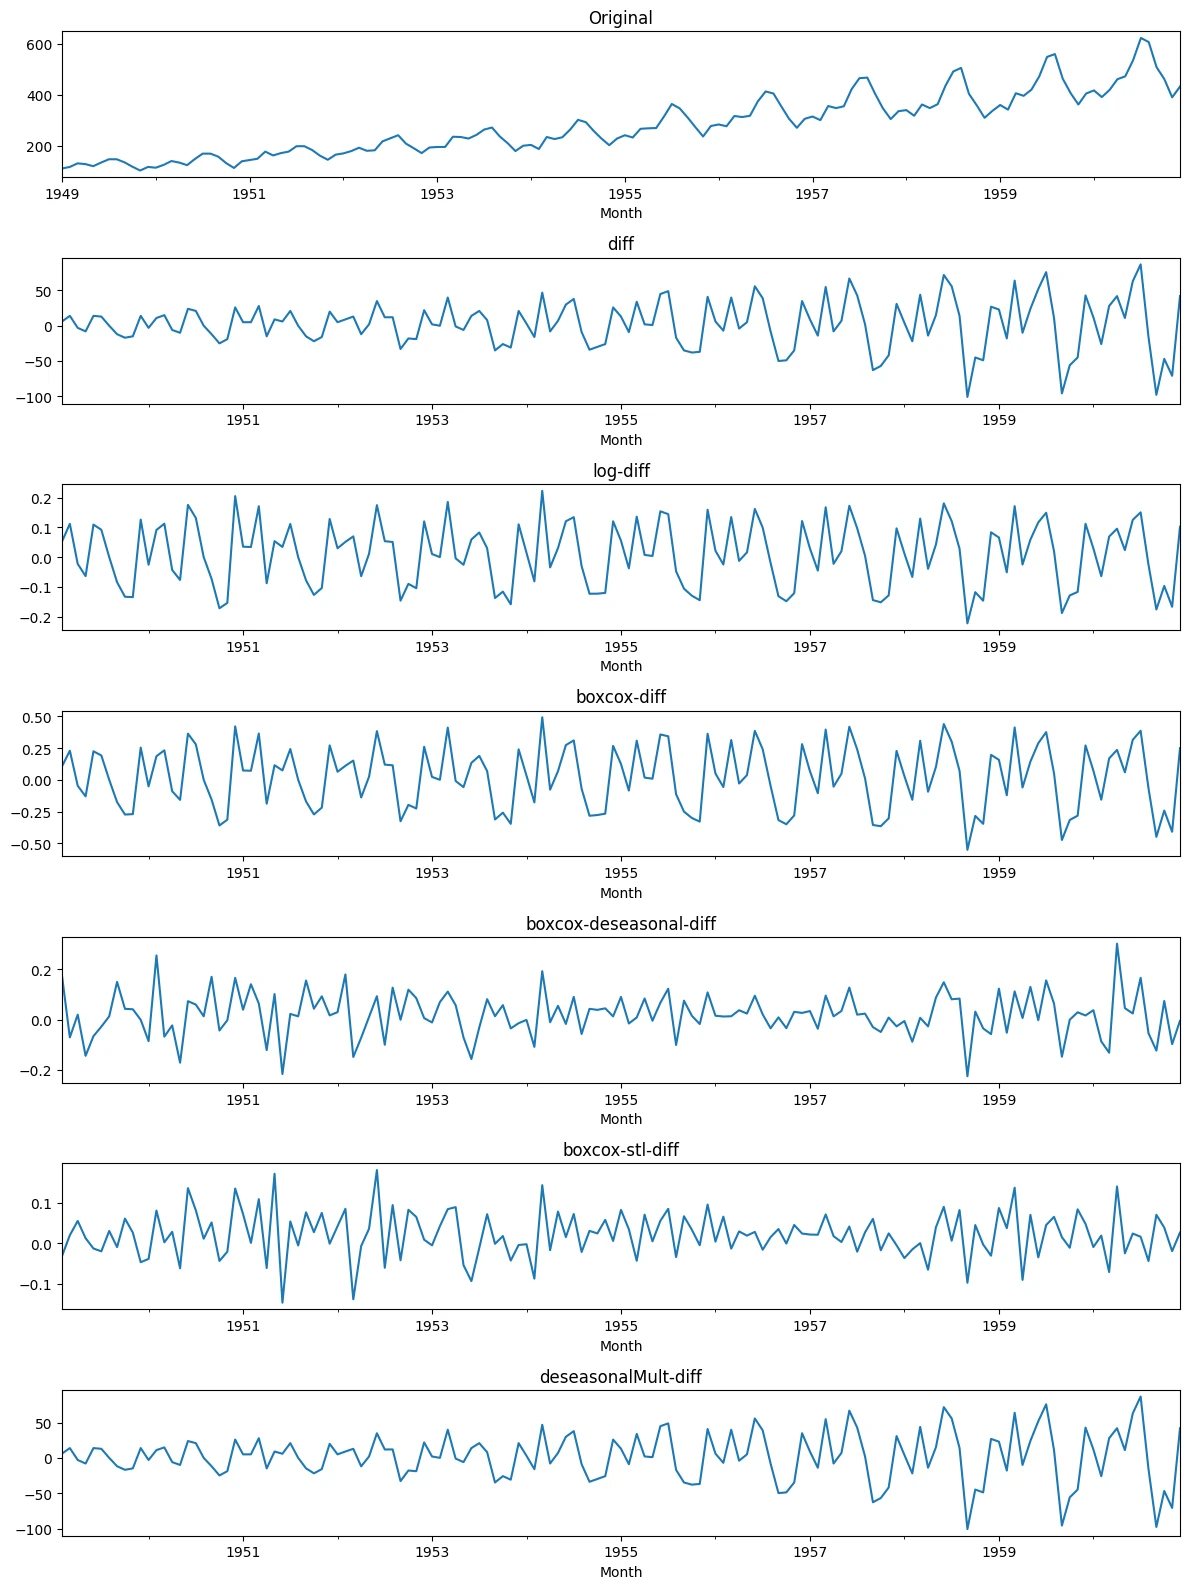 Original
600
400
200
1949 1951 1953 1955 1957 1959
Month
diff
50
0
−50
−100
1951 1953 1955 1957 1959
Month
log-diff
0.2
0.1
0.0
−0.1
−0.2
1951 1953 1955 1957 1959
Month
boxcox-diff
0.50
0.25
0.00
−0.25
−0.50
1951 1953 1955 1957 1959
Month
boxcox-deseasonal-diff
0.2
0.0
−0.2
1951 1953 1955 1957 1959
Month
boxcox-stl-diff
0.1
0.0
−0.1
1951 1953 1955 1957 1959
Month
deseasonalMult-diff
50
0
−50
−100
1951 1953 1955 1957 1959
Month